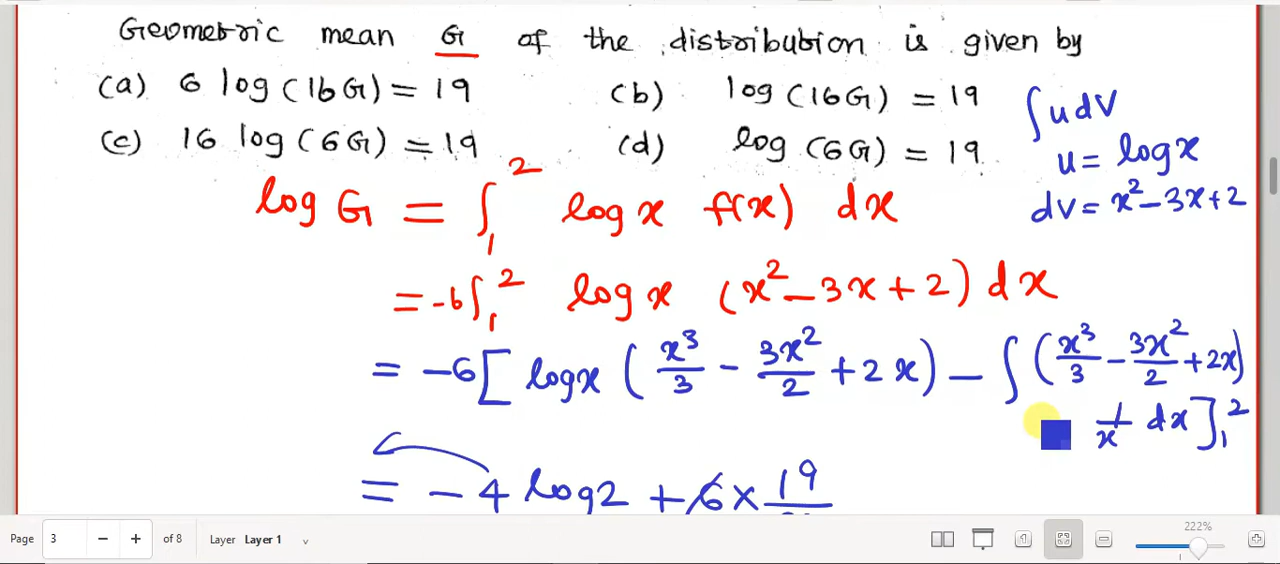 Geometric mean G of the distribution is given by
(a) 6 log(16G) = 19 (b) log(16G) = 19
(c) 16 log(6G) = 19 (d) log(6G) = 19
∫u dv
u = log x
dv = x² - 3x + 2
log G = ∫₁² log x f(x) dx
= -6∫₁² log x (x² - 3x + 2) dx
= -6[log x (x³/3 - 3x²/2 + 2x) - ∫(x³/3 - 3x²/2 + 2x)
1/x dx]₁²
= -4 log 2 + 6 × 19
Page 3 - + of 8 Layer Layer 1 222%